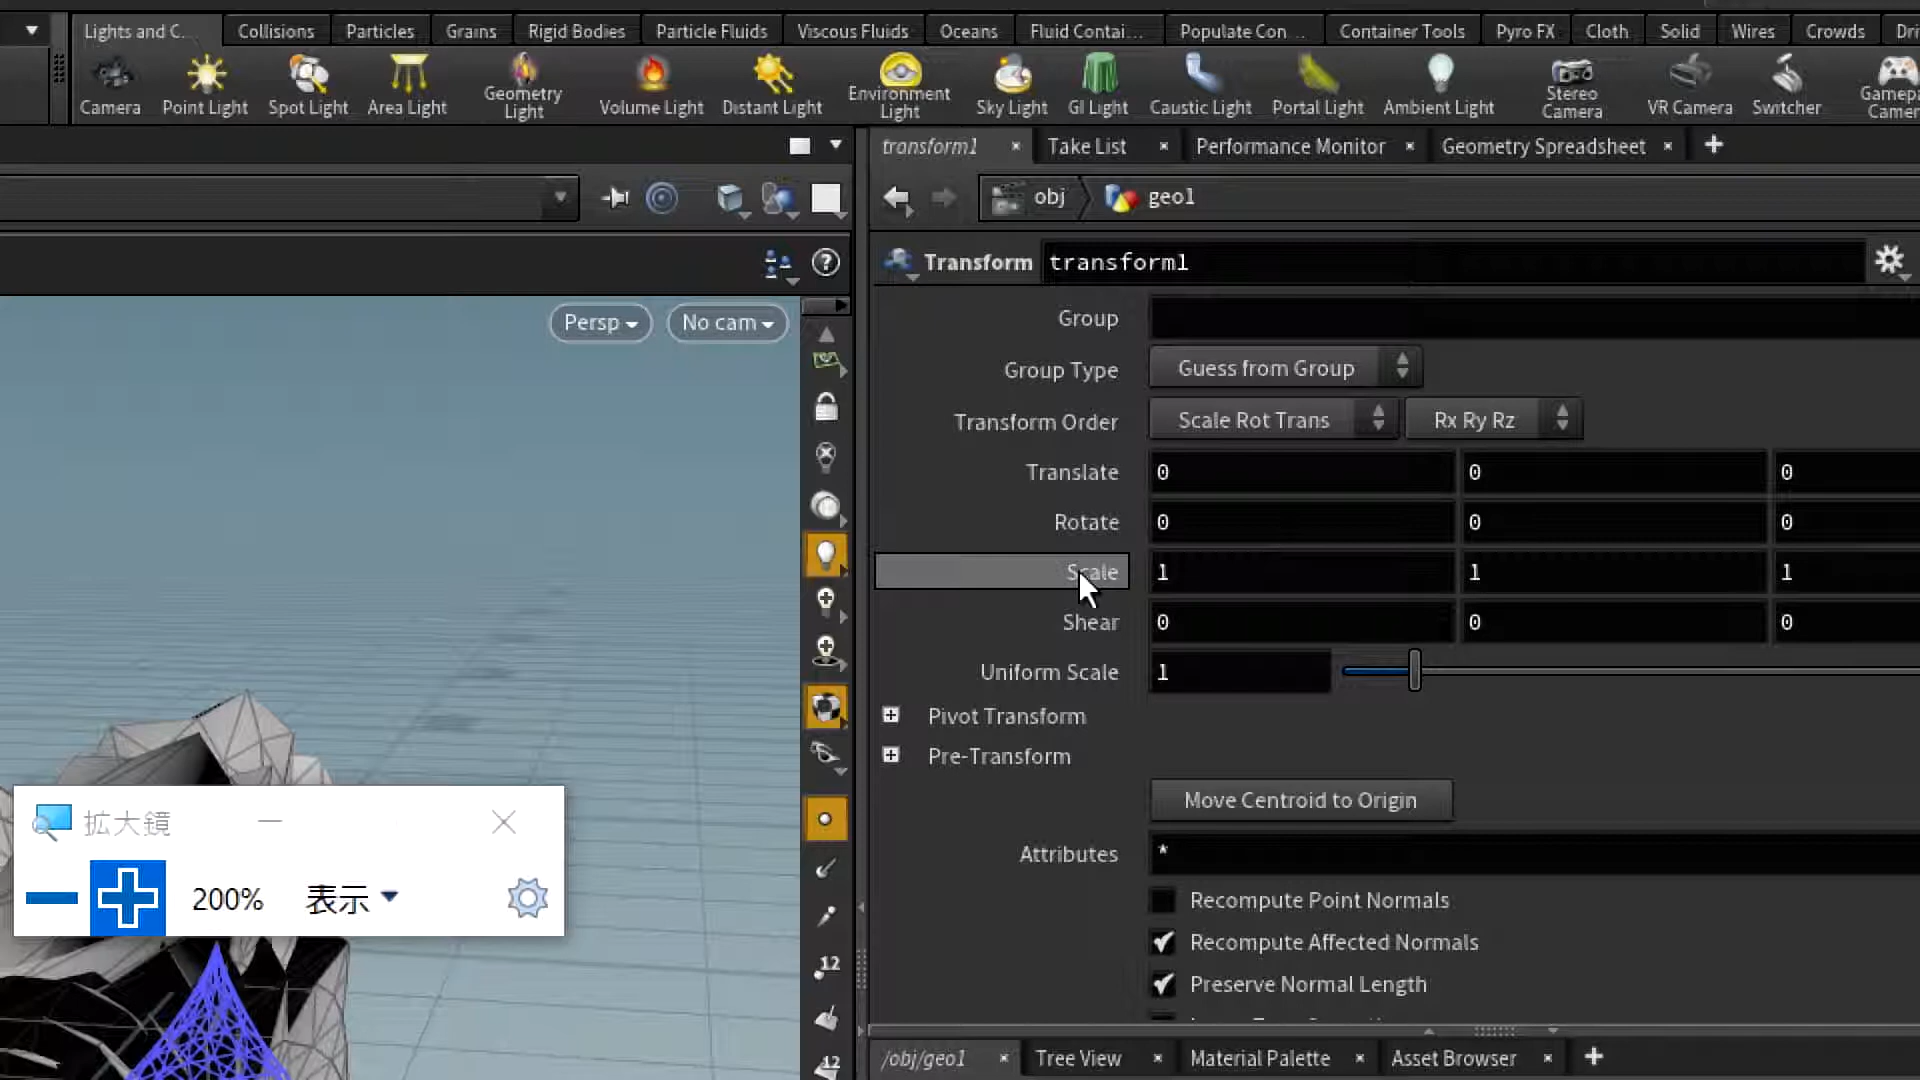 Lights and C... Collisions Particles Grains Rigid Bodies Particle Fluids Viscous Fluids Oceans Fluid Contai... Populate Con ... Container Tools Pyro FX Cloth Solid Wires Crowds
Camera Point Light Spot Light Area Light Geometry Light Volume Light Distant Light Environment Light Sky Light GI Light Caustic Light Portal Light Ambient Light Stereo Camera VR Camera Switcher
transform1 Take List Performance Monitor Geometry Spreadsheet
obj geo1
Transform transform1
Persp No cam
Group
Group Type Guess from Group
Transform Order Scale Rot Trans Rx Ry Rz
Translate 0 0 0
Rotate 0 0 0
Scale 1 1 1
Shear 0 0 0
Uniform Scale 1
Pivot Transform
Pre-Transform
Move Centroid to Origin
Attributes *
Recompute Point Normals
Recompute Affected Normals
Preserve Normal Length
拡大鏡
200% 表示
12
12
/obj/geo1 Tree View Material Palette Asset Browser